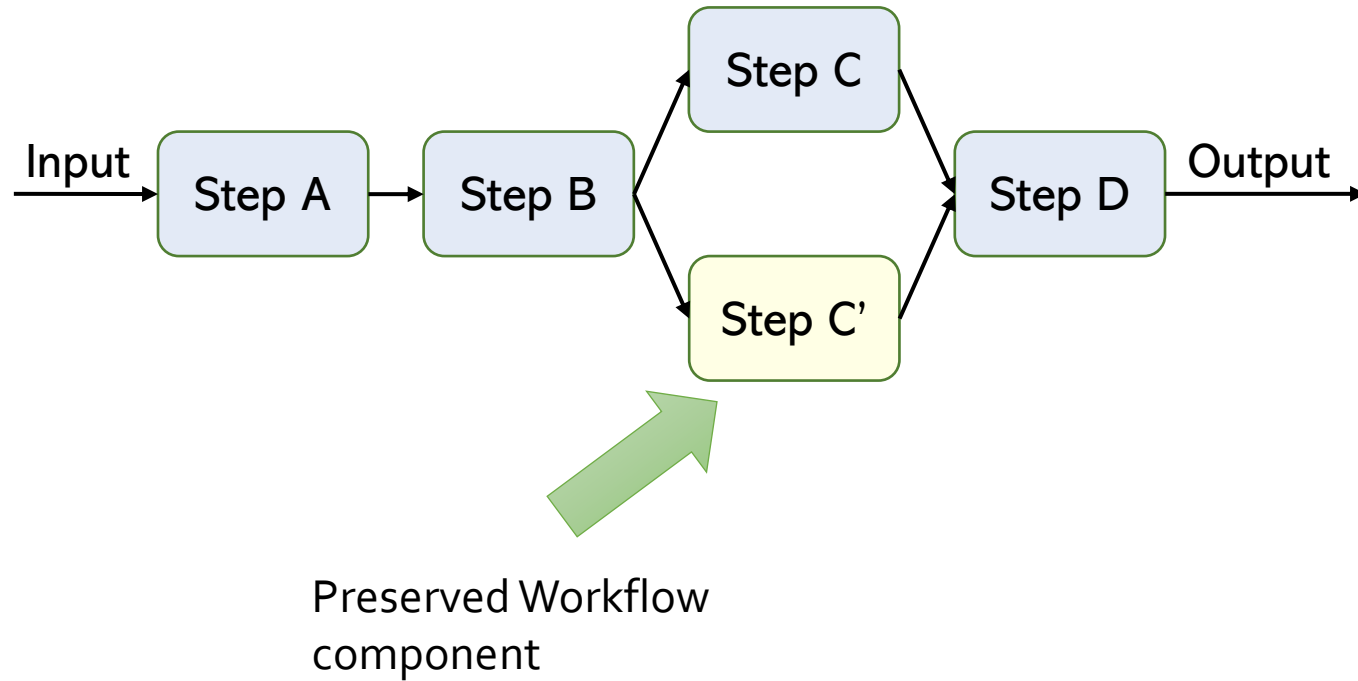 Step C
Input
Step A
Step B
Step D
Output
Step C’
Preserved Workflow
component